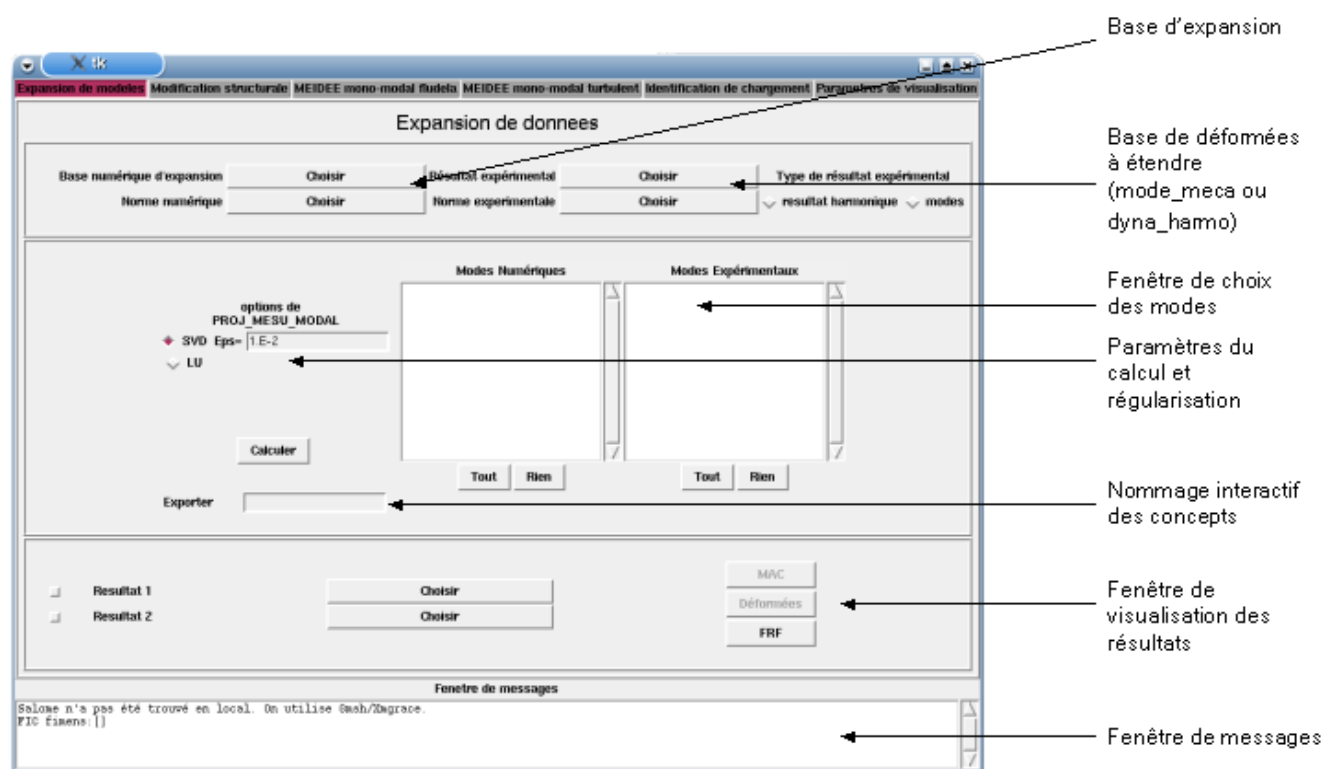 Base d'expansion
tk
Expansion de modeles Modification structurale MEIDEE mono-modal fludela MEIDEE mono-modal turbulent Identification de chargement Parametres de visualisation
Expansion de donnees
Base numérique d'expansion Choisir Résultat expérimental Choisir Type de résultat expérimental
Norme numérique Choisir Norme experimentale Choisir resultat harmonique modes
Base de déformées
à étendre
(mode_meca ou
dyna_harmo)
Modes Numériques Modes Expérimentaux
Fenêtre de choix
des modes
options de
PROJ_MESU_MODAL
SVD Eps= 1.E-2
LU
Paramètres du
calcul et
régularisation
Calculer
Tout Rien Tout Rien
Exporter
Nommage interactif
des concepts
Resultat 1 Choisir
Resultat 2 Choisir
MAC
Déformées
FRF
Fenêtre de
visualisation des
résultats
Fenetre de messages
Salome n'a pas été trouvé en local. On utilise Gmsh/Xmgrace.
FIC fimens:[]
Fenêtre de messages